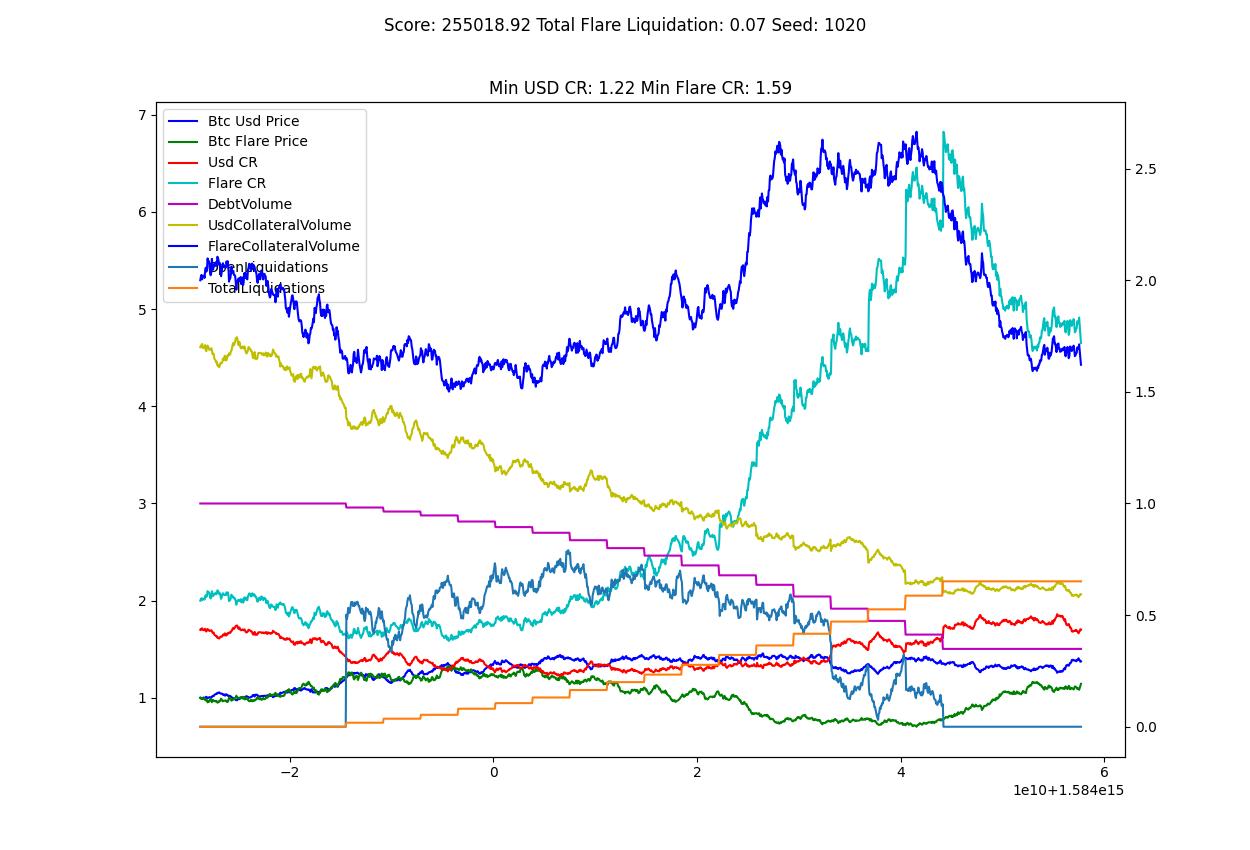 Score: 255018.92 Total Flare Liquidation: 0.07 Seed: 1020
Min USD CR: 1.22 Min Flare CR: 1.59
Btc Usd Price
Btc Flare Price
Usd CR
Flare CR
DebtVolume
UsdCollateralVolume
FlareCollateralVolume
OpenLiquidations
TotalLiquidations
7
6
5
4
3
2
1
2.5
2.0
1.5
1.0
0.5
0.0
−2
0
2
4
6
1e10+1.584e15